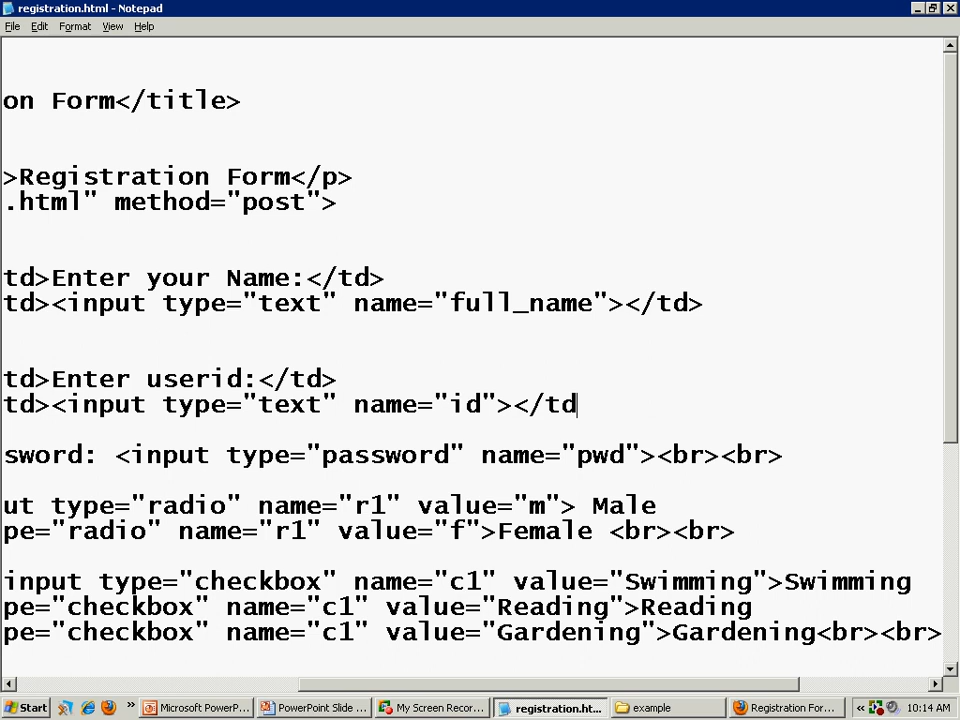 registration.html - Notepad
File Edit Format View Help
on Form</title>
>Registration Form</p>
.html" method="post">
td>Enter your Name:</td>
td><input type="text" name="full_name"></td>
td>Enter userid:</td>
td><input type="text" name="id"></td
sword: <input type="password" name="pwd"><br><br>
ut type="radio" name="r1" value="m"> Male
pe="radio" name="r1" value="f">Female <br><br>
input type="checkbox" name="c1" value="Swimming">Swimming
pe="checkbox" name="c1" value="Reading">Reading
pe="checkbox" name="c1" value="Gardening">Gardening<br><br>
Start » Microsoft PowerP... PowerPoint Slide ... My Screen Recor... registration.ht... example Registration For... « 10:14 AM